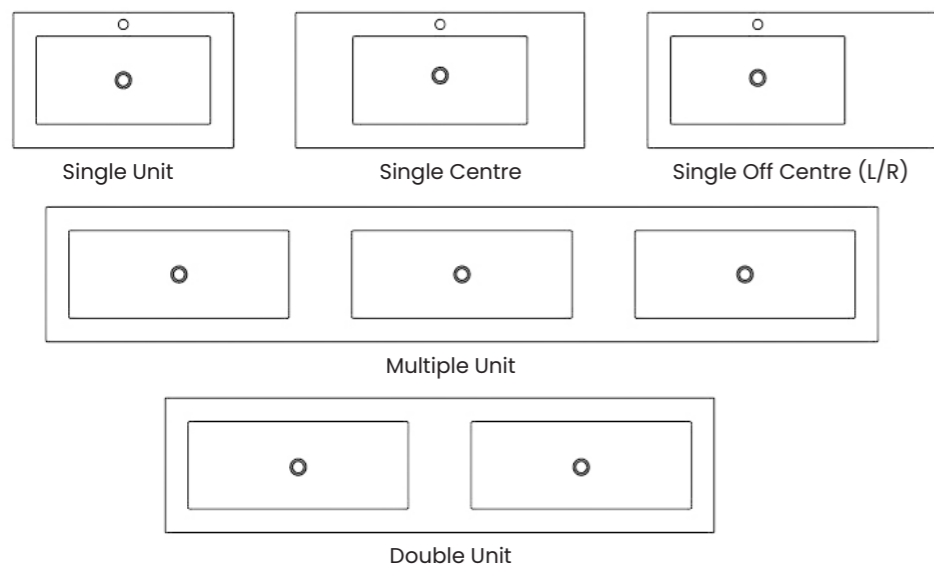 Single Unit
Single Centre
Single Off Centre (L/R)
Multiple Unit
Double Unit